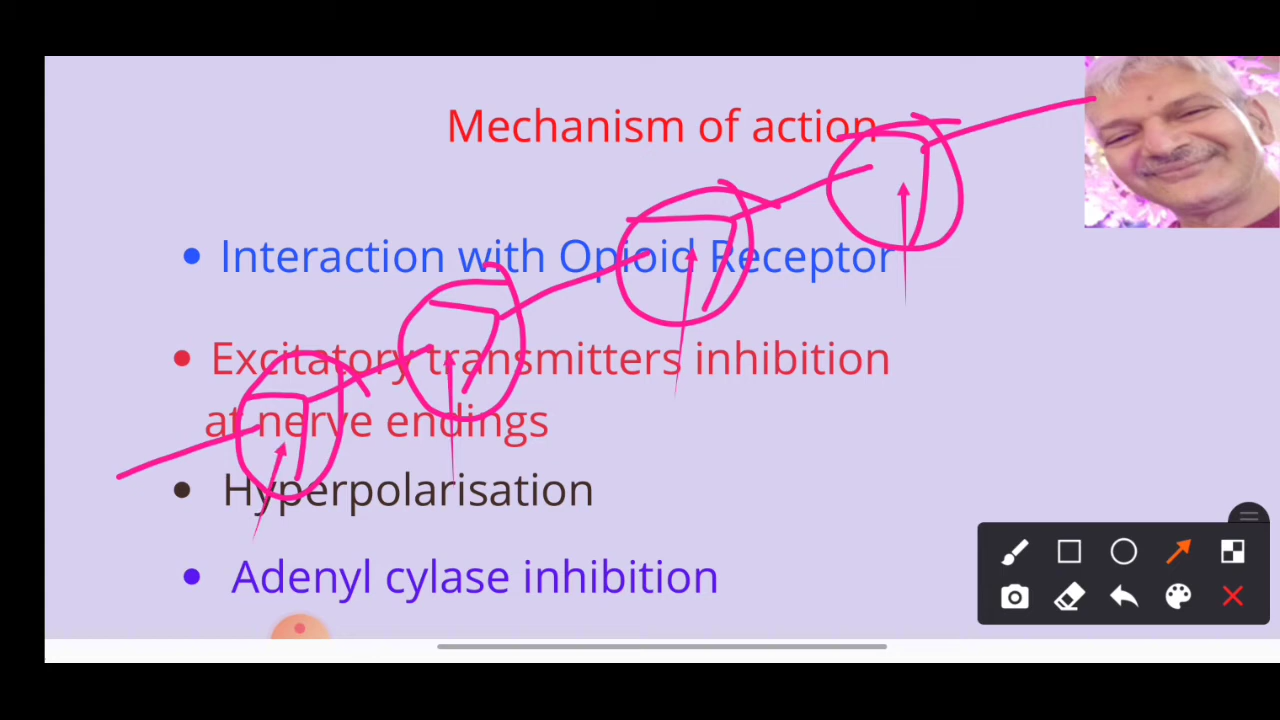 Mechanism of action
• Interaction with Opioid Receptor
• Excitatory transmitters inhibition
at nerve endings
• Hyperpolarisation
• Adenyl cylase inhibition